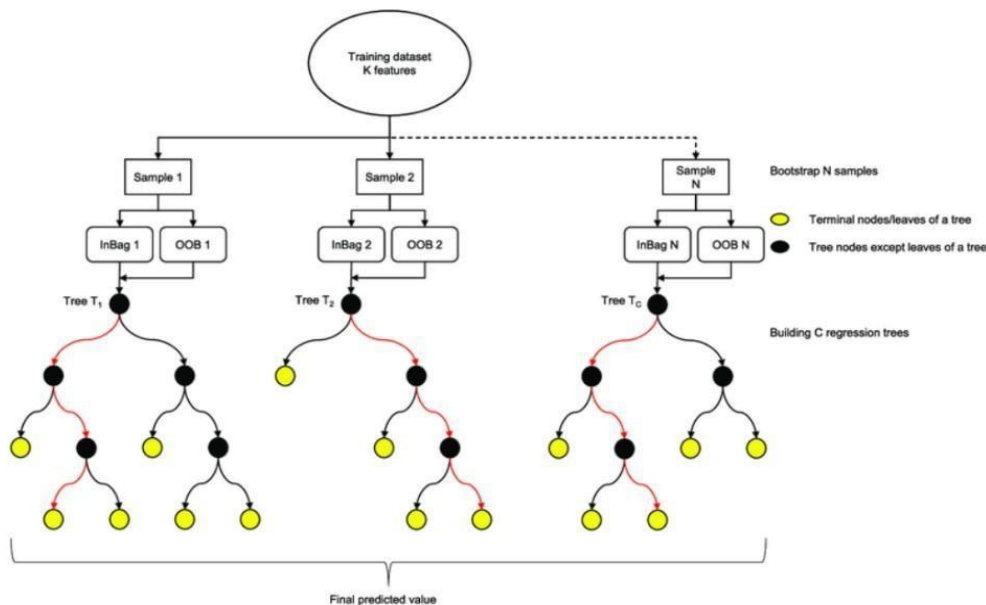 Training dataset
K features
Sample 1
Sample 2
Sample
N
Bootstrap N samples
InBag 1
OOB 1
InBag 2
OOB 2
InBag N
OOB N
Terminal nodes/leaves of a tree
Tree nodes except leaves of a tree
Tree T₁
Tree T₂
Tree T_C
Building C regression trees
Final predicted value